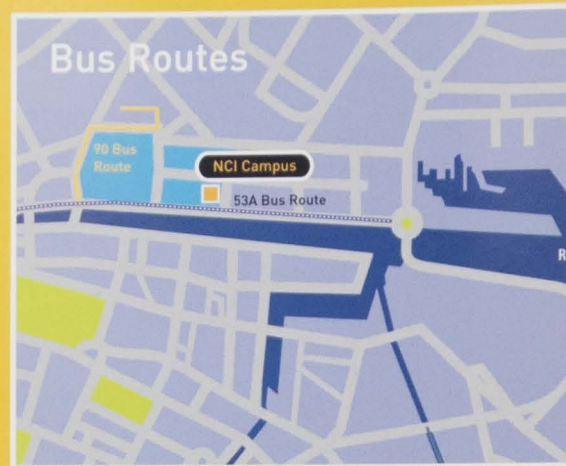 Bus Routes
90 Bus
Route
NCI Campus
53A Bus Route
R